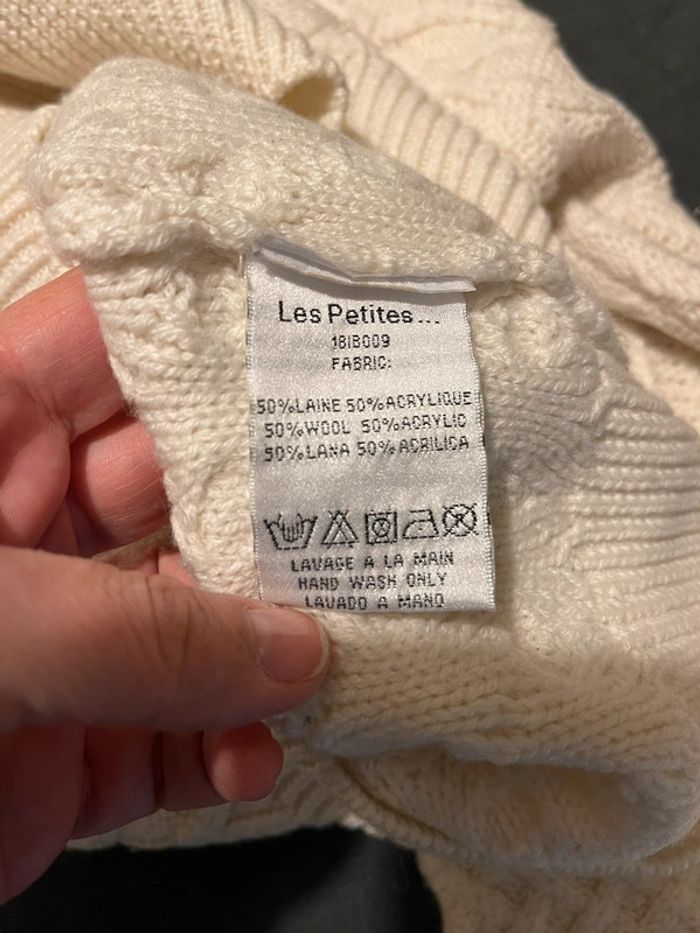 Les Petites...
18IB009
FABRIC:
50%LAINE 50%ACRYLIQUE
50%WOOL 50%ACRYLIC
50%LANA 50%ACRILICA
LAVAGE A LA MAIN
HAND WASH ONLY
LAVADO A MANO